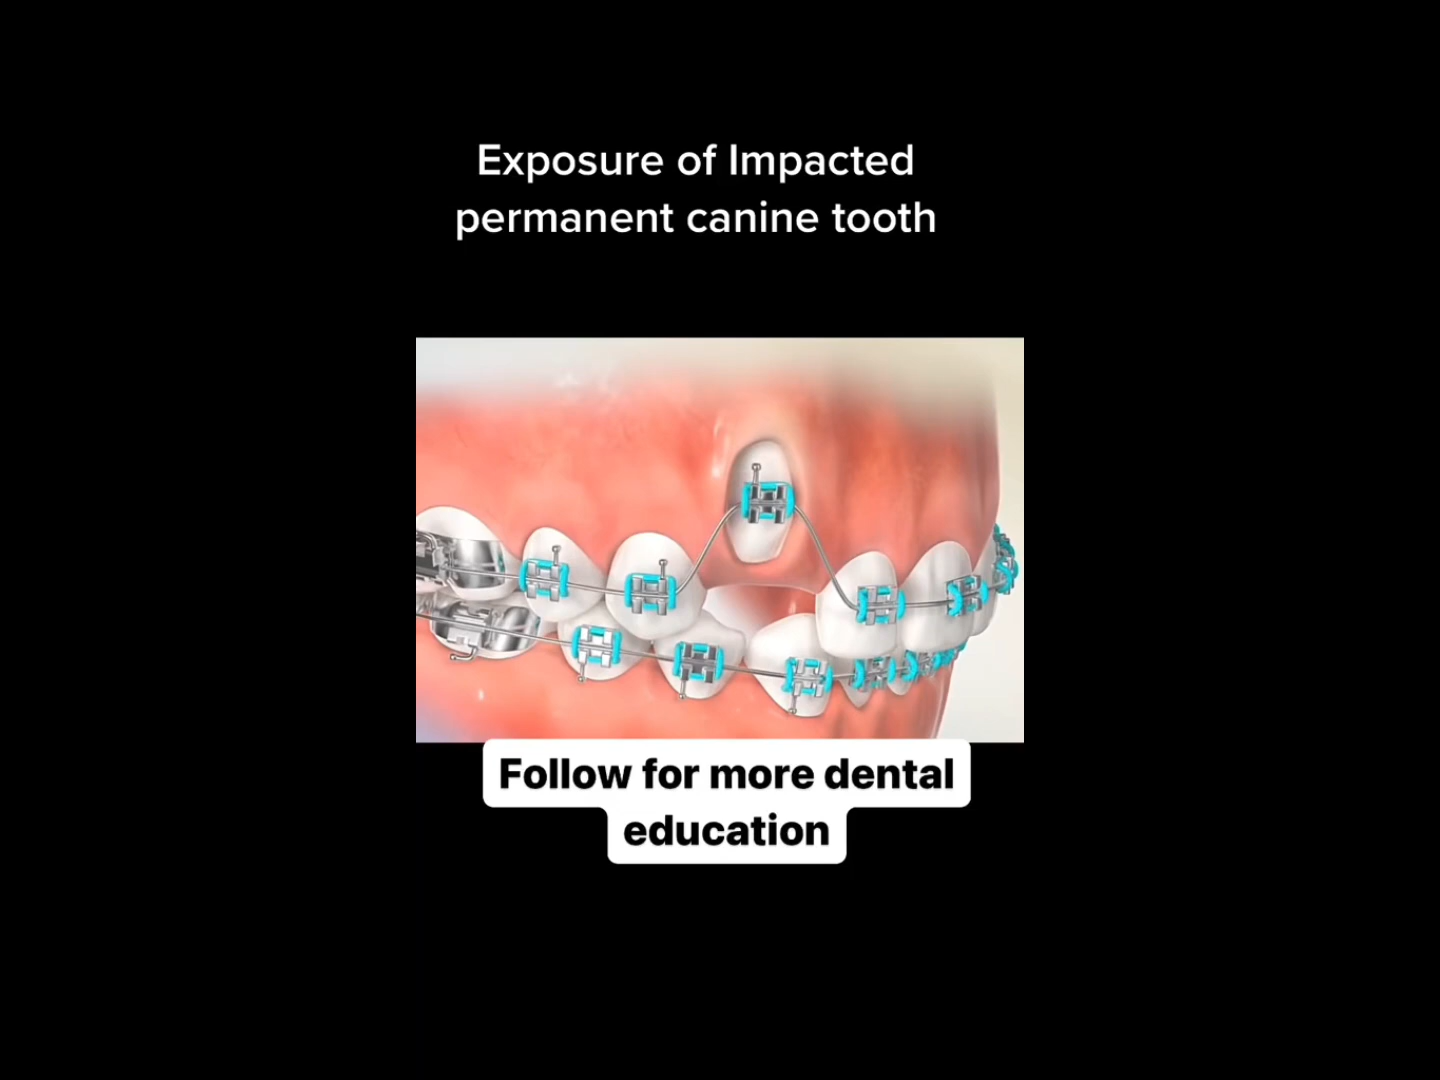 Exposure of Impacted
permanent canine tooth
Follow for more dental
education